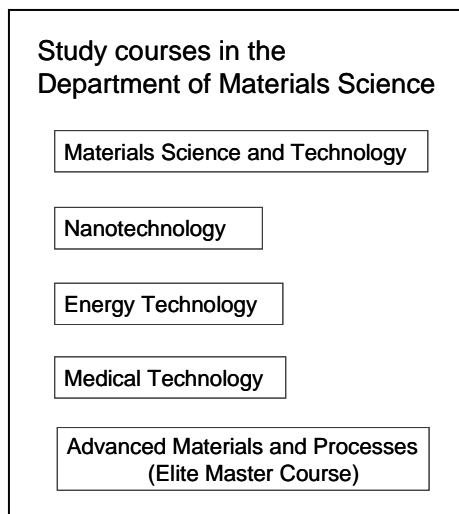 Study courses in the
Department of Materials Science
Materials Science and Technology
Nanotechnology
Energy Technology
Medical Technology
Advanced Materials and Processes
(Elite Master Course)